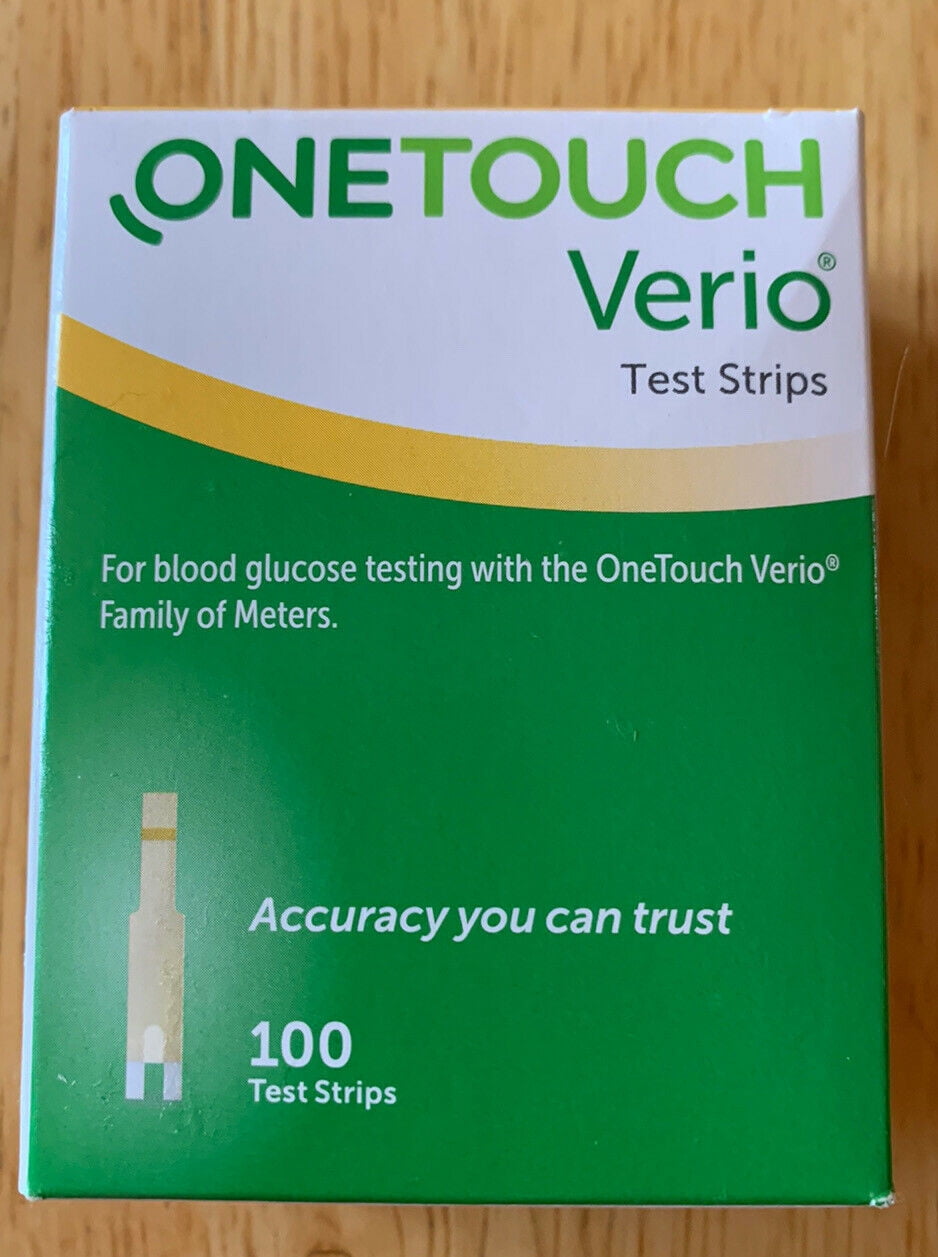 ONETOUCH
Verio®
Test Strips
For blood glucose testing with the OneTouch Verio®
Family of Meters.
Accuracy you can trust
100
Test Strips